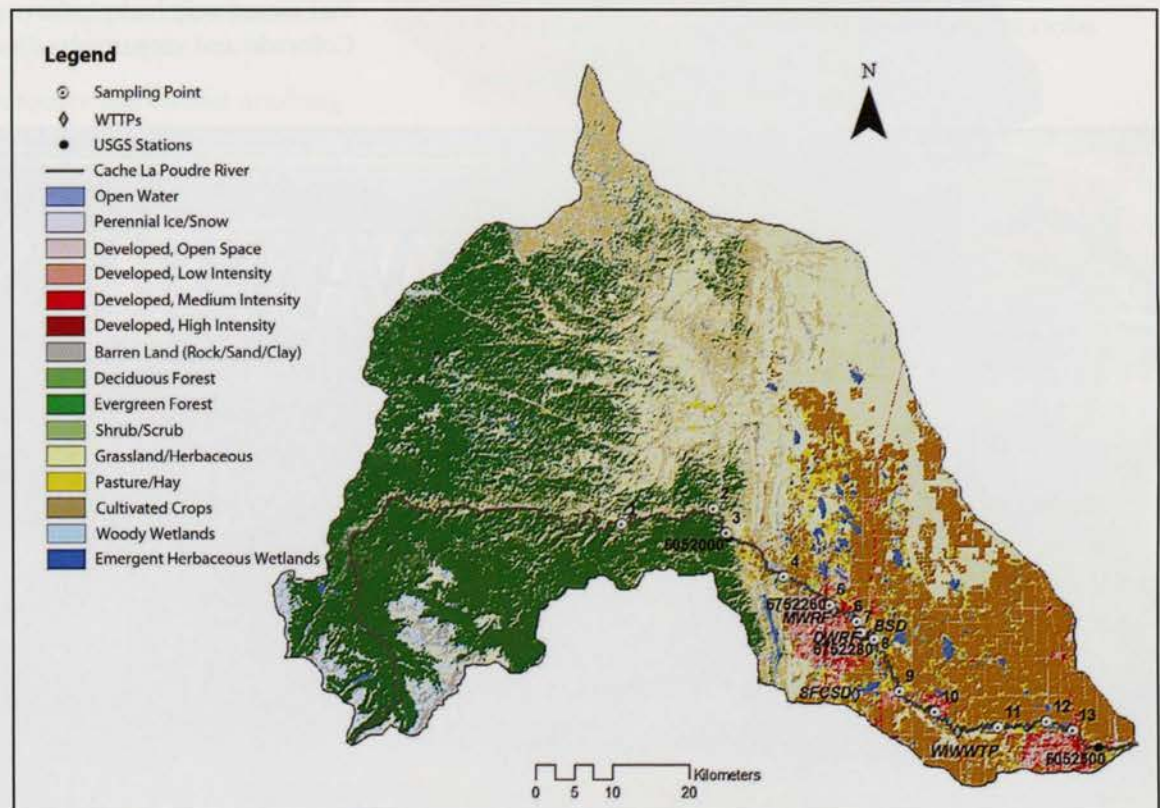 Legend
Sampling Point
WTTPs
USGS Stations
Cache La Poudre River
Open Water
Perennial Ice/Snow
Developed, Open Space
Developed, Low Intensity
Developed, Medium Intensity
Developed, High Intensity
Barren Land (Rock/Sand/Clay)
Deciduous Forest
Evergreen Forest
Shrub/Scrub
Grassland/Herbaceous
Pasture/Hay
Cultivated Crops
Woody Wetlands
Emergent Herbaceous Wetlands
N
1
2
3
6052000
4
5
6752260
6
MWRF
7
BSD
DWRF
6752280
8
9
SFCSD
10
11
12
13
WWWTP
6052500
Kilometers
0 5 10 20